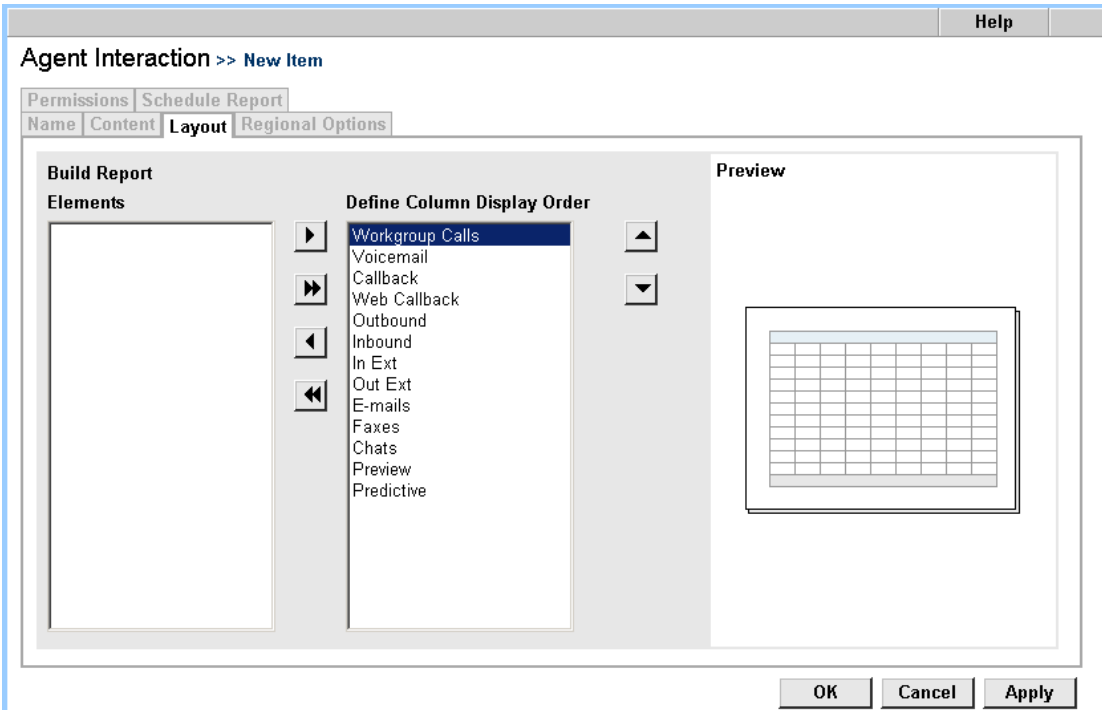 Help
Agent Interaction >> New Item
Permissions Schedule Report
Name Content Layout Regional Options
Build Report
Preview
Elements
Define Column Display Order
Workgroup Calls
Voicemail
Callback
Web Callback
Outbound
Inbound
In Ext
Out Ext
E-mails
Faxes
Chats
Preview
Predictive
OK Cancel Apply